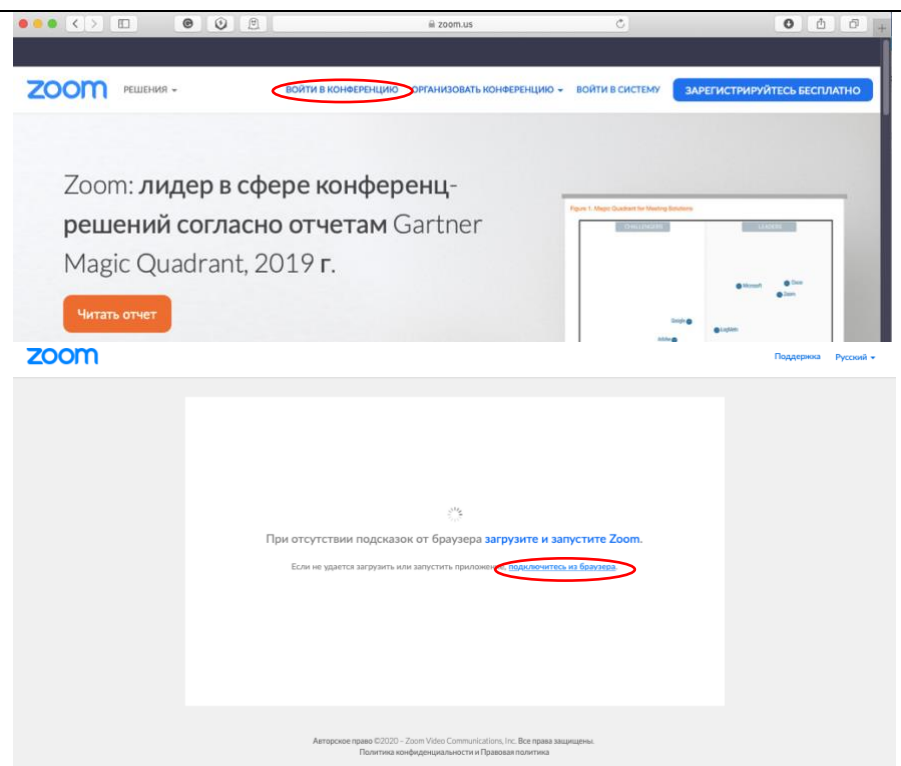 zoom.us
zoom РЕШЕНИЯ ВОЙТИ В КОНФЕРЕНЦИЮ ОРГАНИЗОВАТЬ КОНФЕРЕНЦИЮ ВОЙТИ В СИСТЕМУ ЗАРЕГИСТРИРУЙТЕСЬ БЕСПЛАТНО
Zoom: лидер в сфере конференц-
решений согласно отчетам Gartner
Magic Quadrant, 2019 г.
Читать отчет
Figure 1. Magic Quadrant for Meeting Solutions
CHALLENGERS LEADERS
Microsoft Cisco
Zoom
Google LogMeIn
Adobe
zoom Поддержка Русский
При отсутствии подсказок от браузера загрузите и запустите Zoom.
Если не удается загрузить или запустить приложение, подключитесь из браузера.
Авторское право ©2020 - Zoom Video Communications, Inc. Все права защищены.
Политика конфиденциальности и Правовая политика